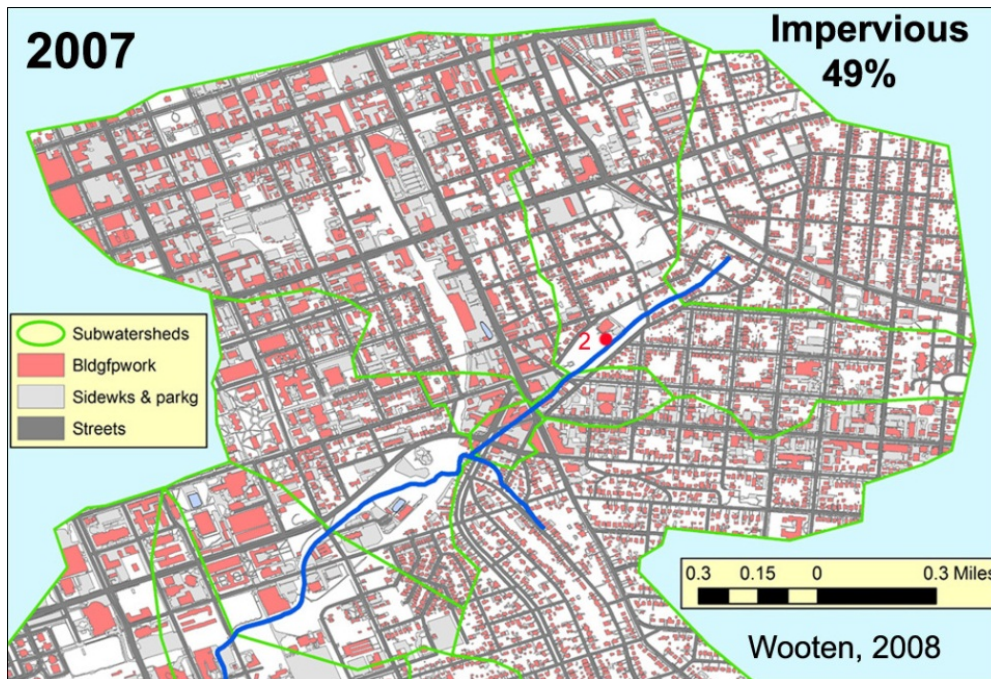 2007
Impervious
49%
2
Subwatersheds
Bldgfpwork
Sidewks & parkg
Streets
0.3 0.15 0 0.3 Miles
Wooten, 2008